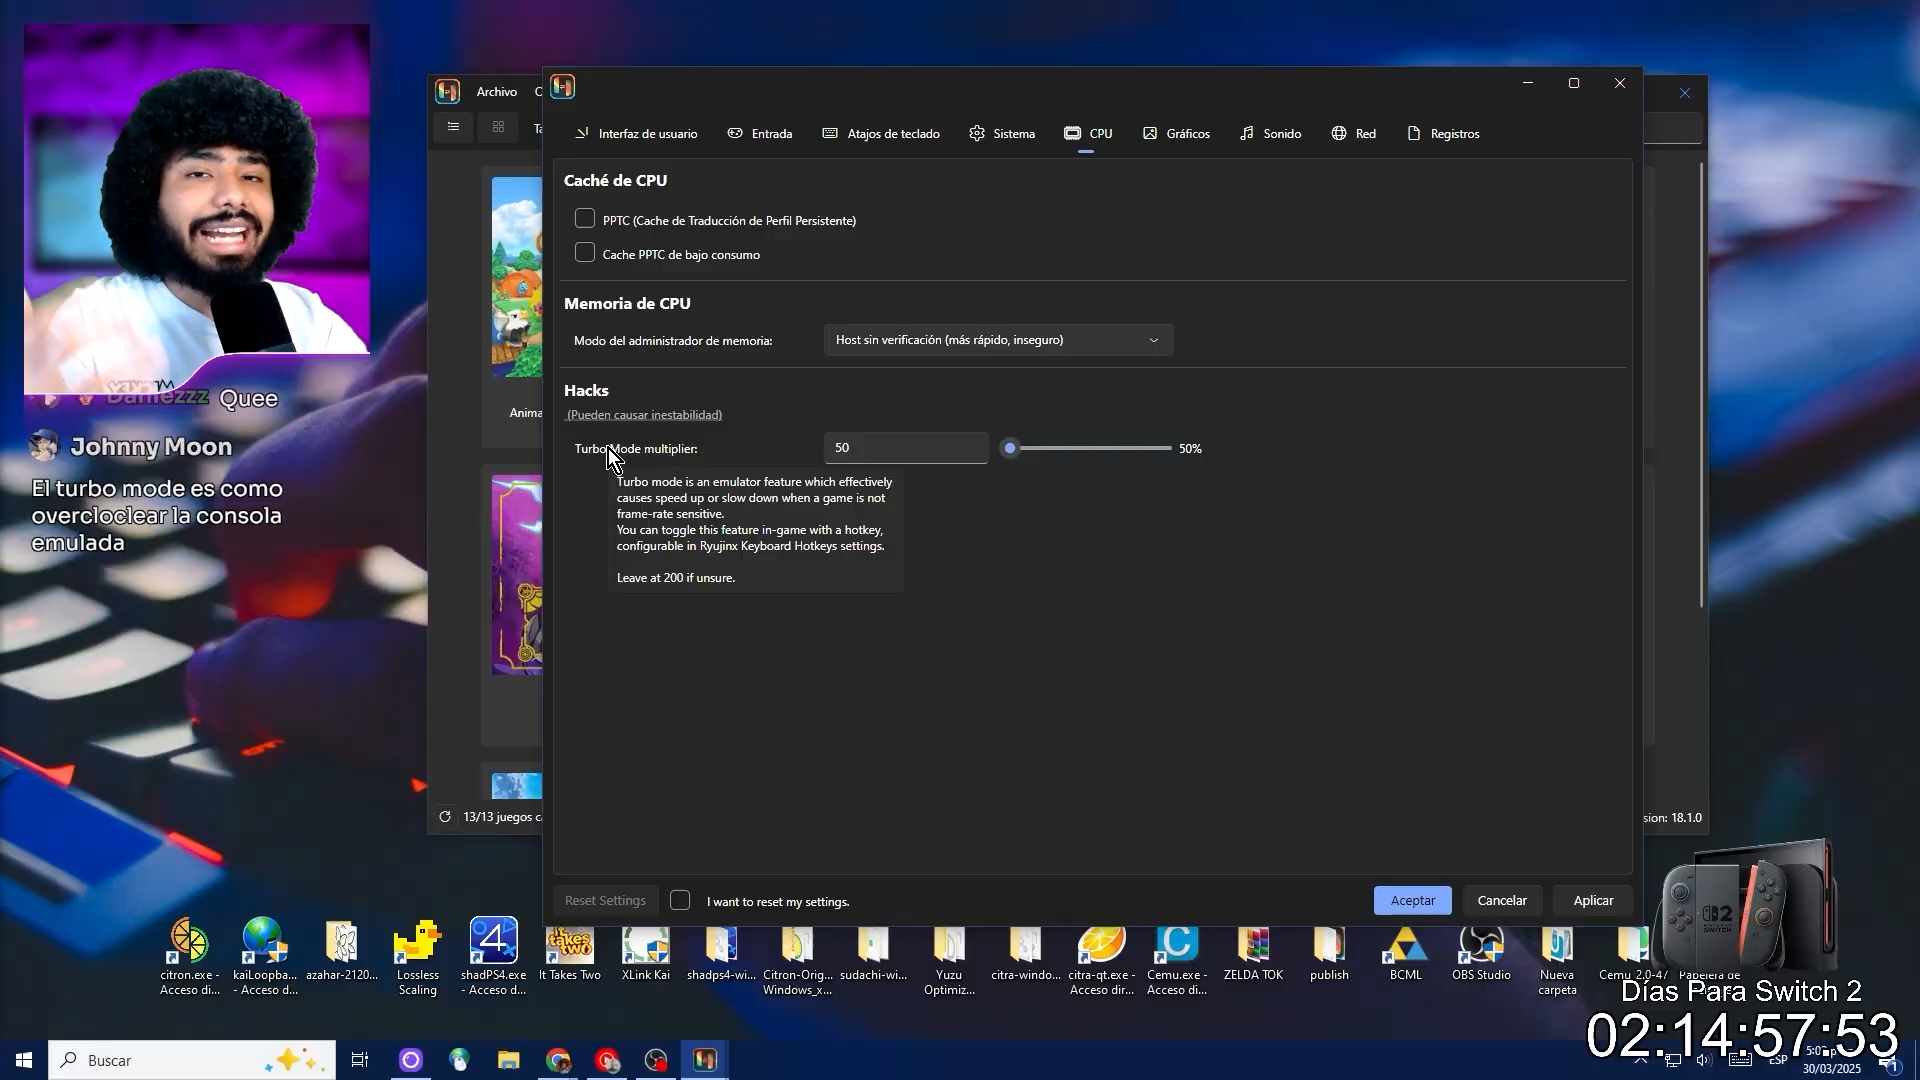 Archivo
Interfaz de usuario
Entrada
Atajos de teclado
Sistema
CPU
Gráficos
Sonido
Red
Registros
Caché de CPU
PPTC (Cache de Traducción de Perfil Persistente)
Cache PPTC de bajo consumo
Memoria de CPU
Modo del administrador de memoria:
Host sin verificación (más rápido, inseguro)
Hacks
(Pueden causar inestabilidad)
Turbo Mode multiplier:
50
50%
Turbo mode is an emulator feature which effectively
causes speed up or slow down when a game is not
frame-rate sensitive.
You can toggle this feature in-game with a hotkey,
configurable in Ryujinx Keyboard Hotkeys settings.
Leave at 200 if unsure.
Quee
Johnny Moon
El turbo mode es como
overcloclear la consola
emulada
Anima
13/13 juegos c
sion: 18.1.0
Reset Settings
I want to reset my settings.
Aceptar
Cancelar
Aplicar
citron.exe -
Acceso di...
kaiLoopba...
- Acceso d...
azahar-2120...
Lossless
Scaling
shadPS4.exe
- Acceso d...
It Takes Two
XLink Kai
shadps4-wi...
Citron-Orig...
Windows_x...
sudachi-wi...
Yuzu
Optimiz...
citra-windo...
citra-qt.exe -
Acceso dir...
Cemu.exe -
Acceso di...
ZELDA TOK
publish
BCML
OBS Studio
Nueva
carpeta
Cemu_2.0-47
Papelera de
Días Para Switch 2
02:14:57:53
Buscar
ESP
30/03/2025